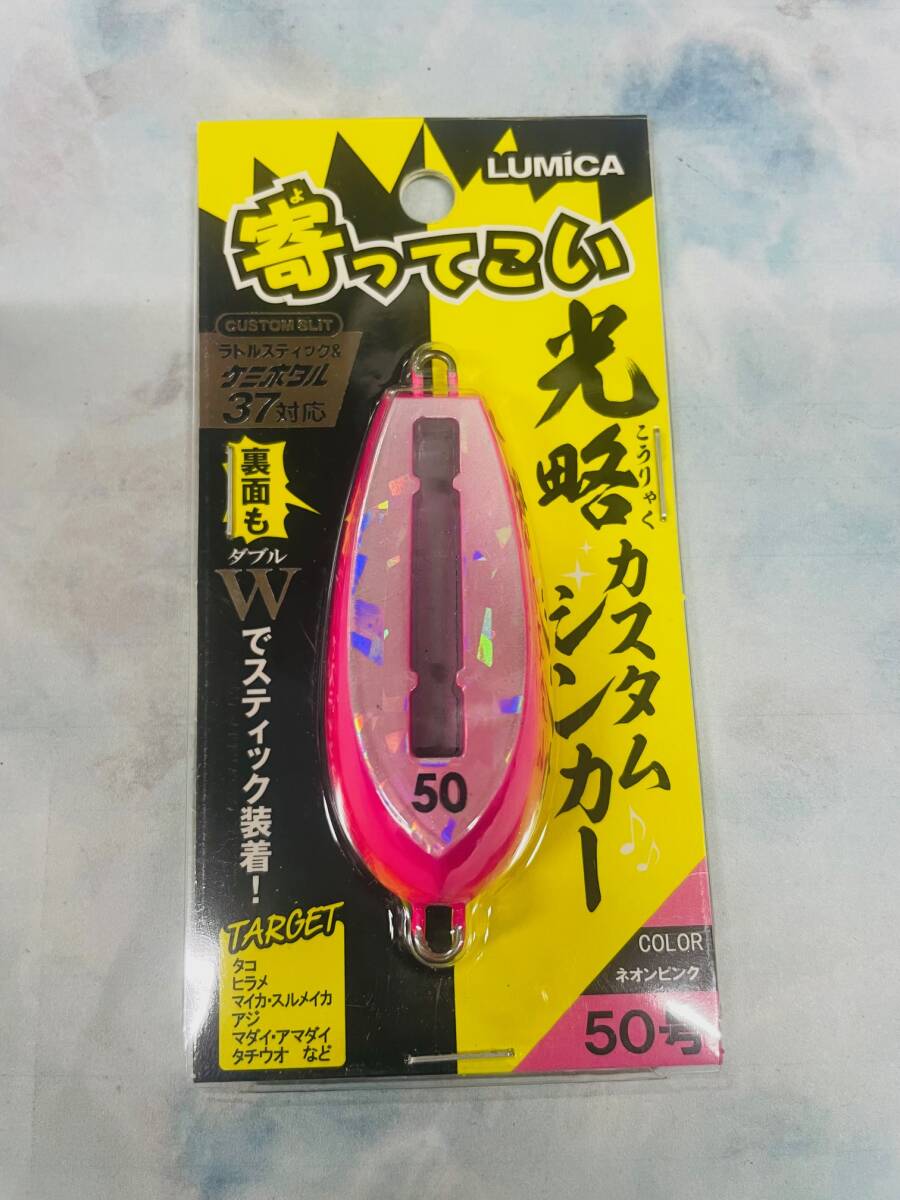 LUMiCA
よ
寄ってこい
CUSTOM SLiT
ラトルスティック&
ケミホタル
37対応
裏面も
ダブル
Wでスティック装着!
光略
こうりゃく
カスタム
シンカー
50
TARGET
タコ
ヒラメ
マイカ・スルメイカ
アジ
マダイ・アマダイ
タチウオ など
COLOR
ネオンピンク
50号